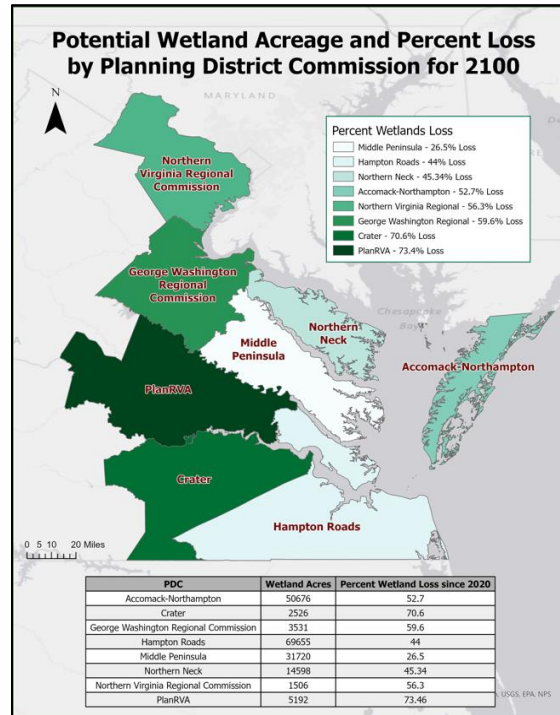 Potential Wetland Acreage and Percent Loss
by Planning District Commission for 2100
MARYLAND
N
Percent Wetlands Loss
Middle Peninsula - 26.5% Loss
Hampton Roads - 44% Loss
Northern Neck - 45.34% Loss
Accomack-Northampton - 52.7% Loss
Northern Virginia Regional - 56.3% Loss
George Washington Regional - 59.6% Loss
Crater - 70.6% Loss
PlanRVA - 73.4% Loss
Northern
Virginia Regional
Commission
George Washington
Regional
Commission
Chesapeake
Bay
Northern
Neck
Middle
Peninsula
Accomack-Northampton
PlanRVA
Crater
Hampton Roads
0 5 10 20 Miles
PDC Wetland Acres Percent Wetland Loss since 2020
Accomack-Northampton 50676 52.7
Crater 2526 70.6
George Washington Regional Commission 3531 59.6
Hampton Roads 69655 44
Middle Peninsula 31720 26.5
Northern Neck 14598 45.34
Northern Virginia Regional Commission 1506 56.3
PlanRVA 5192 73.46
USGS, EPA, NPS